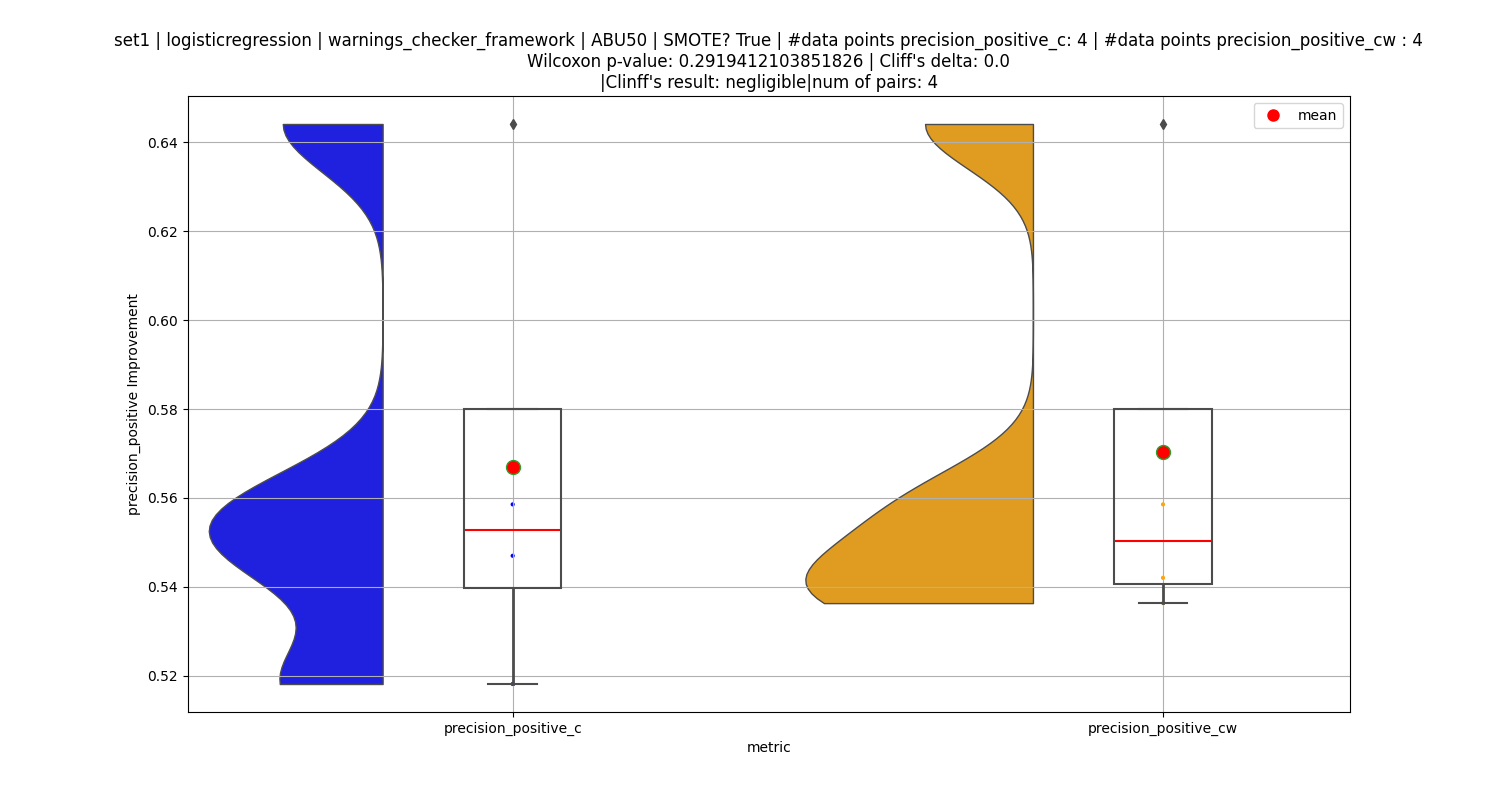 set1 | logisticregression | warnings_checker_framework | ABU50 | SMOTE? True | #data points precision_positive_c: 4 | #data points precision_positive_cw : 4
Wilcoxon p-value: 0.2919412103851826 | Cliff's delta: 0.0
|Clinff's result: negligible|num of pairs: 4
mean
0.64
0.62
0.60
0.58
0.56
0.54
0.52
precision_positive Improvement
precision_positive_c
precision_positive_cw
metric